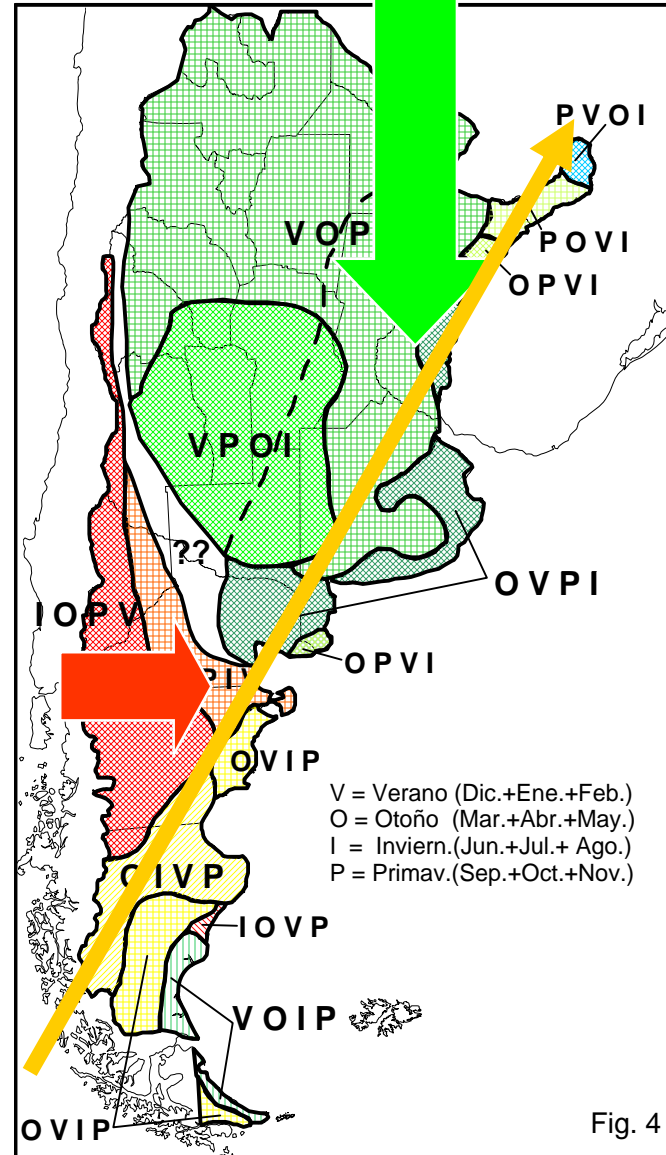 P V O I
V O P
P O V I
O P V I
V P O/I
??
O V P I
I O P V
O P V I
P I V
O V I P
V = Verano (Dic.+Ene.+Feb.)
O = Otoño (Mar.+Abr.+May.)
I = Inviern.(Jun.+Jul.+ Ago.)
P = Primav.(Sep.+Oct.+Nov.)
O I V P
I O V P
V O I P
O V I P
Fig. 4